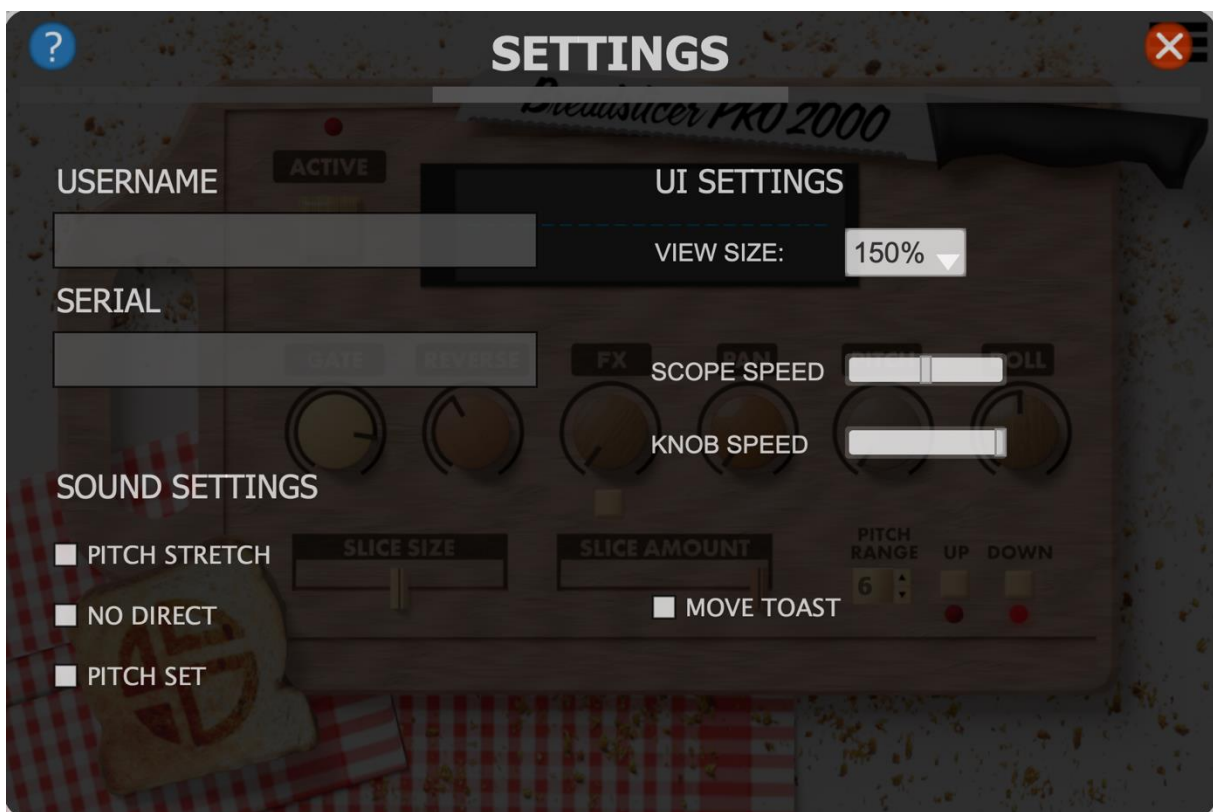 ?
SETTINGS
Breadslicer PRO 2000
ACTIVE
USERNAME
UI SETTINGS
VIEW SIZE:
150%
SERIAL
GATE
REVERSE
FX
PAN
PITCH
ROLL
SCOPE SPEED
KNOB SPEED
SOUND SETTINGS
PITCH STRETCH
SLICE SIZE
SLICE AMOUNT
PITCH
RANGE
UP
DOWN
6
NO DIRECT
MOVE TOAST
PITCH SET